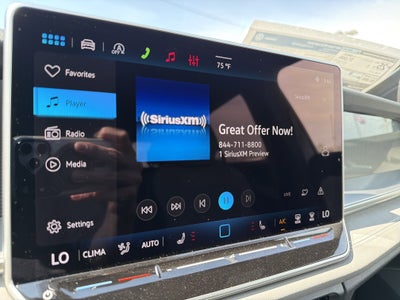 75 °F
Favorites
Player
Radio
Media
Settings
((SiriusXM))
Great Offer Now!
844-711-8800
1 SiriusXM Preview
LIVE
LO
CLIMA
AUTO
A/C
LO